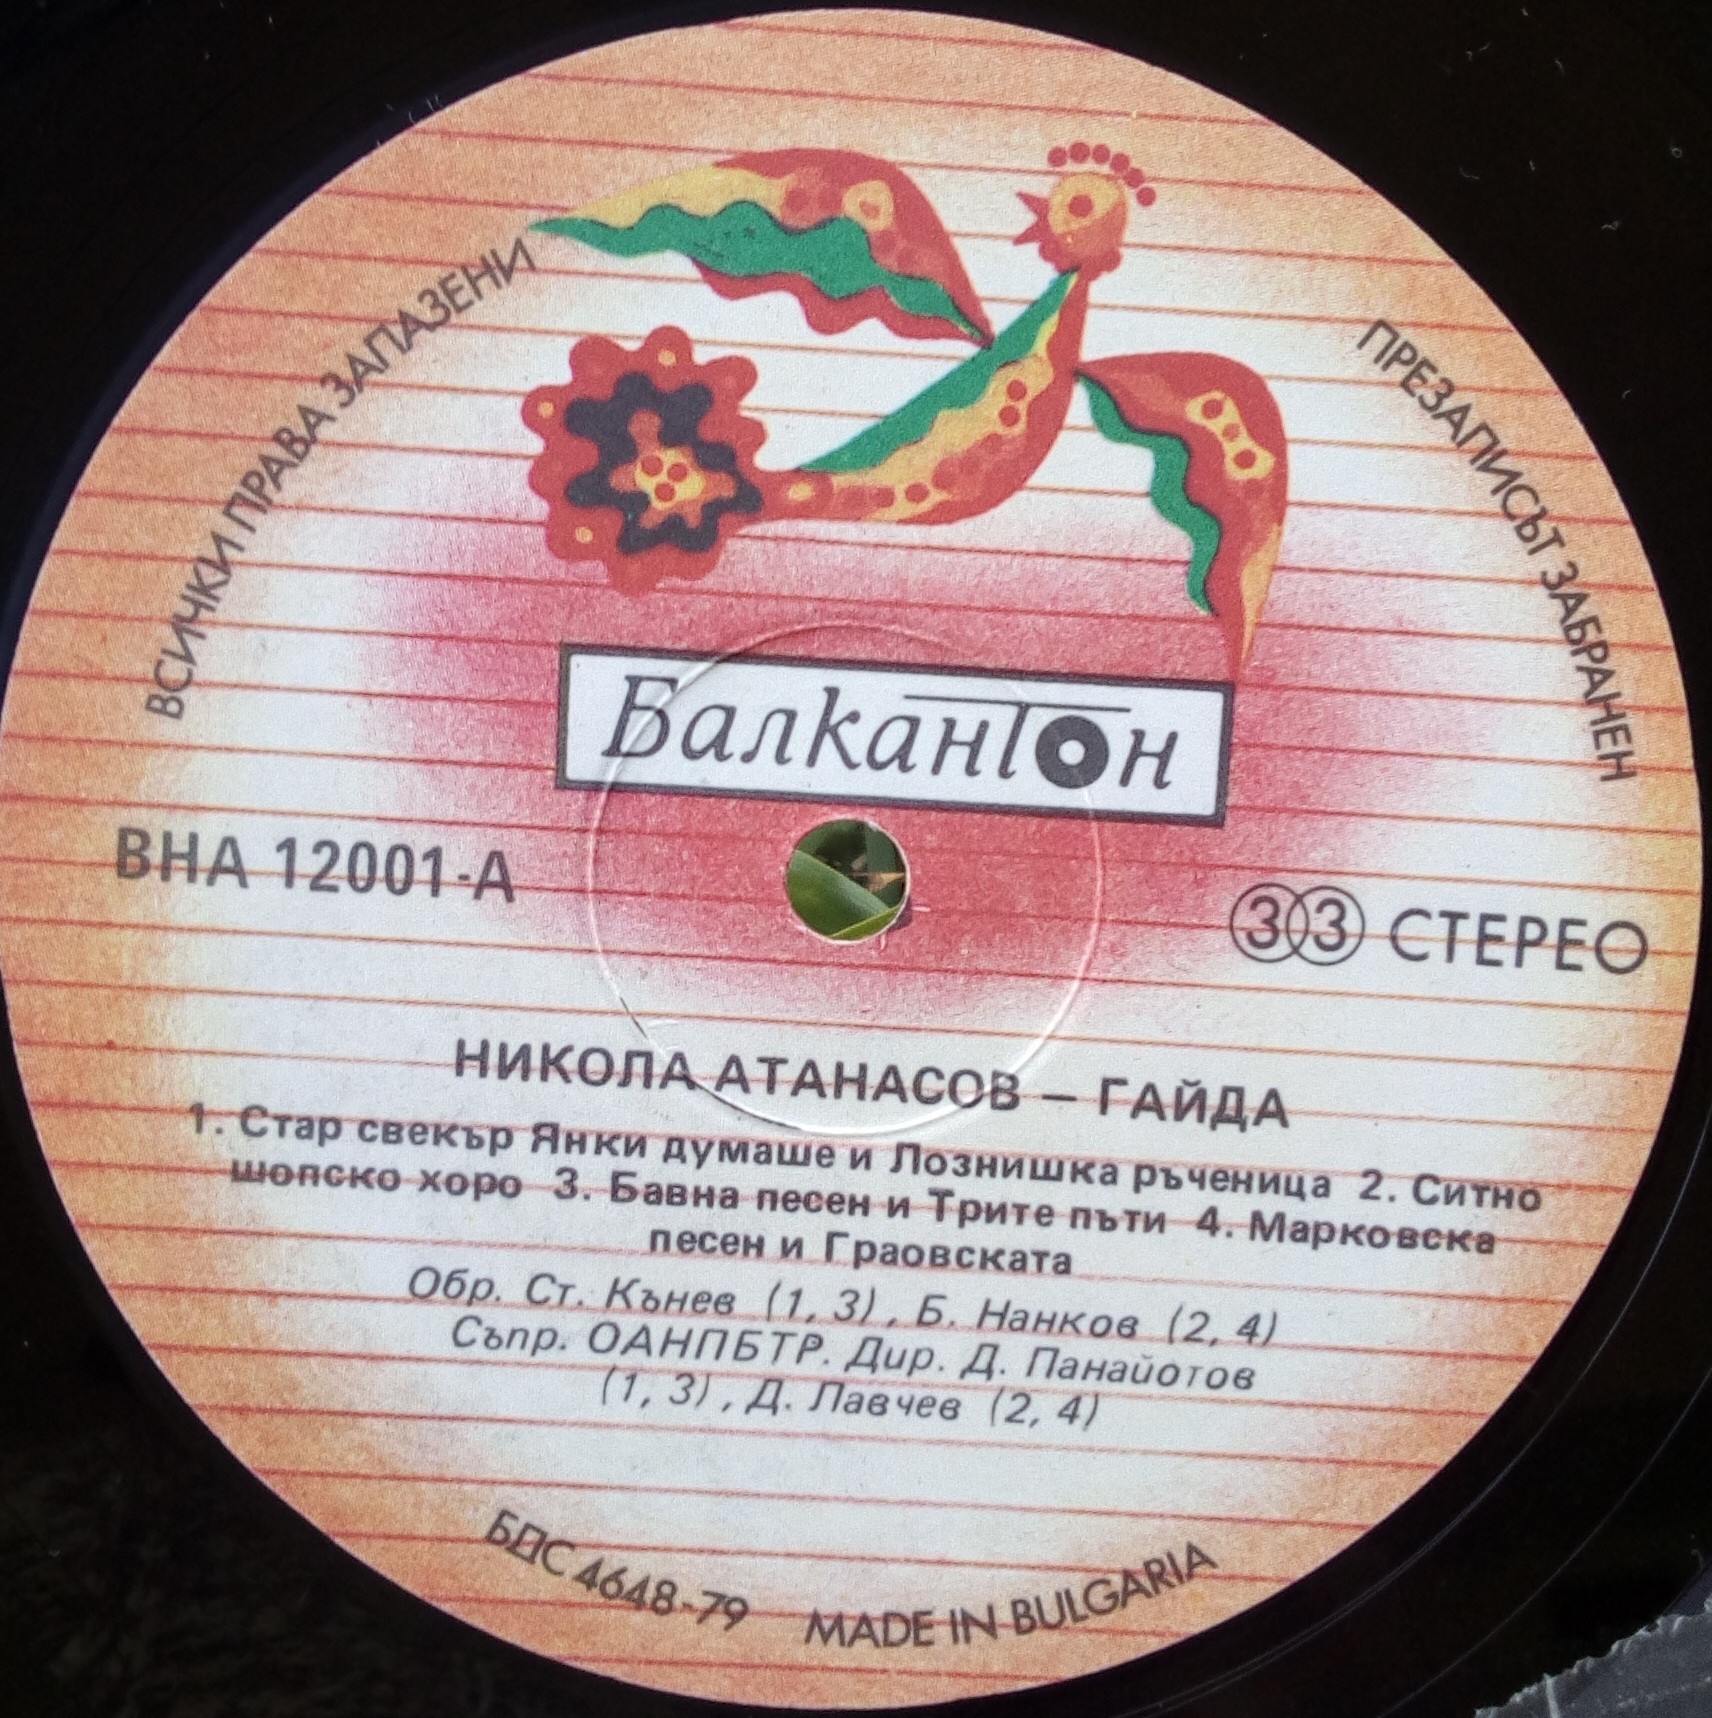 ВСИЧКИ ПРАВА ЗАПАЗЕНИ
ПРЕЗАПИСЪТ ЗАБРАНЕН
Балкантон
ВНА 12001-А
33 СТЕРЕО
НИКОЛА АТАНАСОВ — ГАЙДА
1. Стар свекър Янки думаше и Лознишка ръченица 2. Ситно
шопско хоро 3. Бавна песен и Трите пъти 4. Марковска
песен и Граовската
Обр. Ст. Кънев (1, 3), Б. Нанков (2, 4)
Съпр. ОАНПБТР. Дир. Д. Панайотов
(1, 3), Д. Лавчев (2, 4)
БДС 4648-79 MADE IN BULGARIA